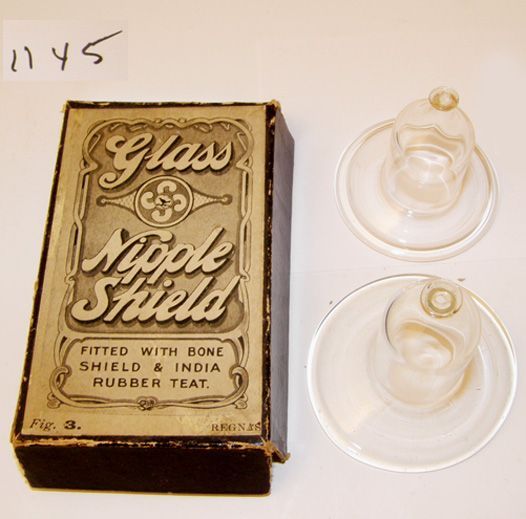 1145
Glass
Nipple
Shield
FITTED WITH BONE
SHIELD & INDIA
RUBBER TEAT.
Fig. 3.